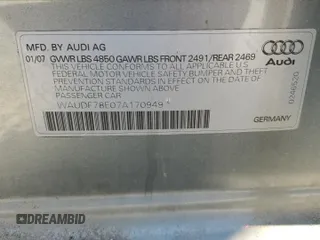 MFD. BY AUDI AG
01/07 GVWR LBS 4850 GAWR LBS FRONT 2491/REAR 2469
THIS VEHICLE CONFORMS TO ALL APPLICABLE U.S.
FEDERAL MOTOR VEHICLE SAFETY BUMPER AND THEFT
STANDARDS IN EFFECT ON THE DATE OF
MANUFACTURE SHOWN ABOVE
PASSENGER CAR
WAUDF78E07A170949
Audi
GERMANY
DREAMBID